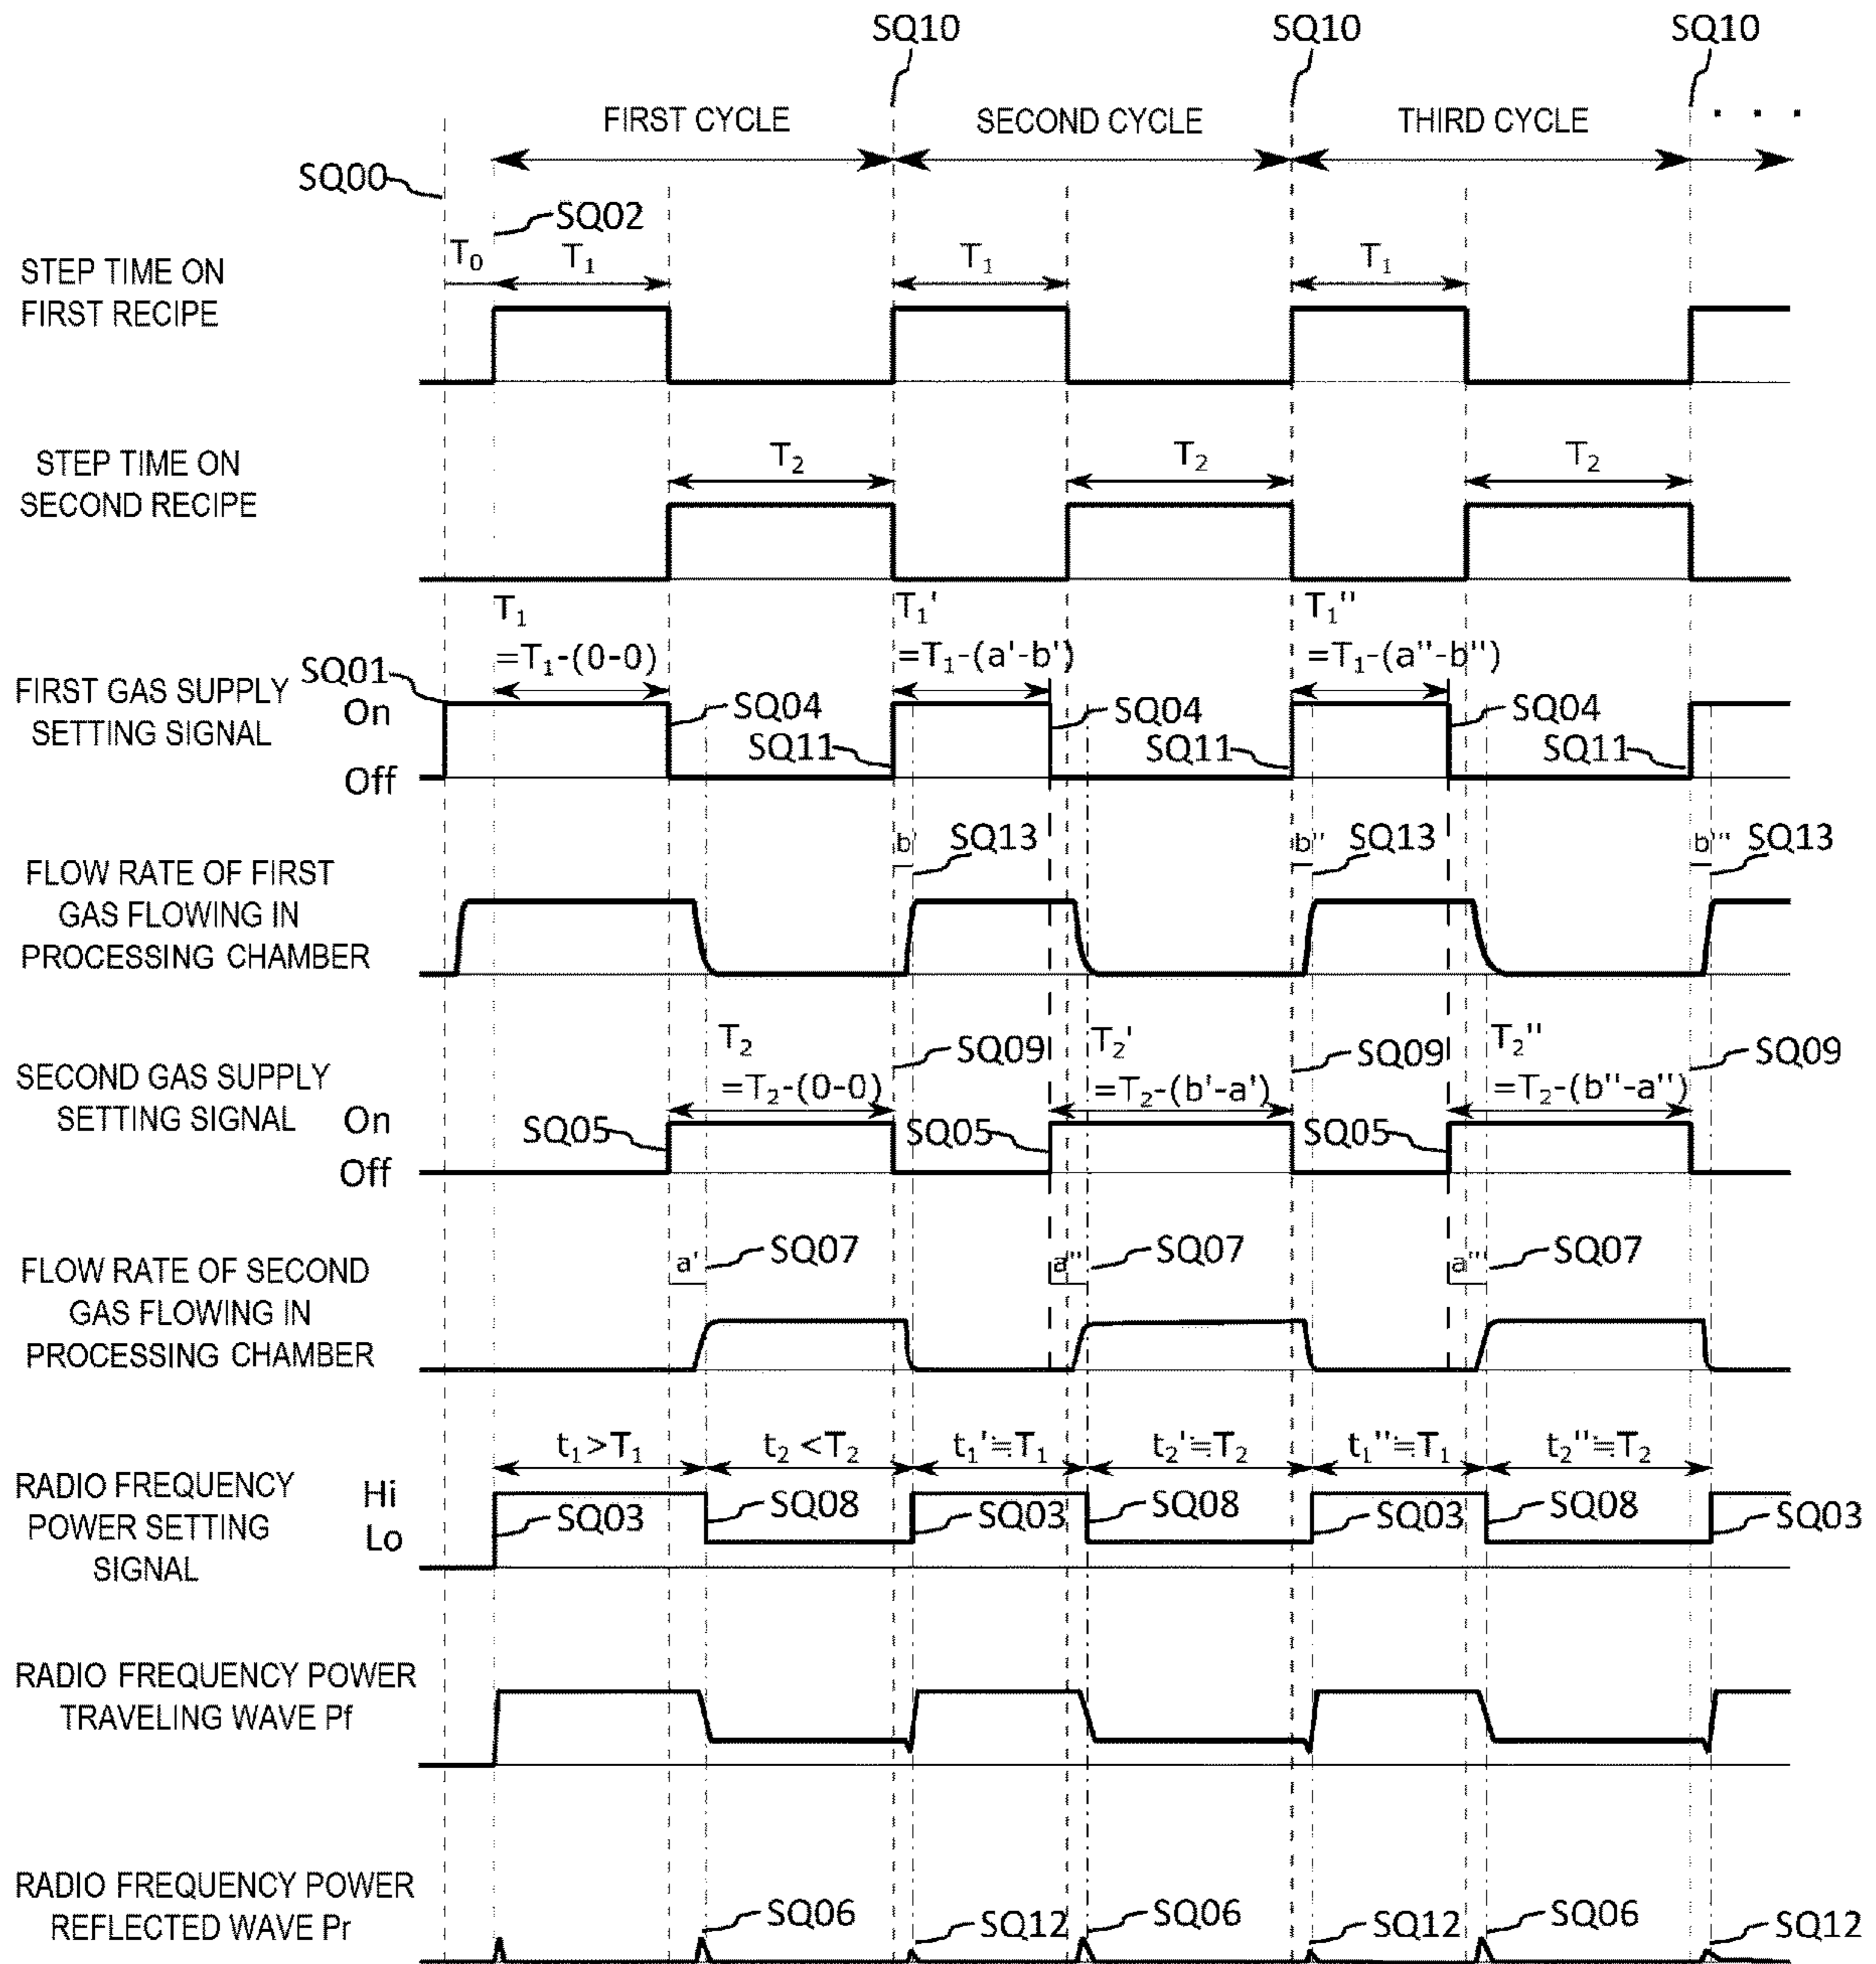 SQ10 SQ10 SQ10
FIRST CYCLE SECOND CYCLE THIRD CYCLE . . .
SQ00
SQ02
STEP TIME ON
FIRST RECIPE
T₀ T₁ T₁ T₁
STEP TIME ON
SECOND RECIPE
T₂ T₂ T₂
T₁ T₁' T₁''
=T₁-(0-0) =T₁-(a'-b') =T₁-(a''-b'')
SQ01
FIRST GAS SUPPLY
SETTING SIGNAL
On
Off
SQ04 SQ04 SQ04
SQ11 SQ11 SQ11
b' SQ13 b'' SQ13 b''' SQ13
FLOW RATE OF FIRST
GAS FLOWING IN
PROCESSING CHAMBER
T₂ T₂' T₂''
SQ09 SQ09 SQ09
=T₂-(0-0) =T₂-(b'-a') =T₂-(b''-a'')
SECOND GAS SUPPLY
SETTING SIGNAL
On
Off
SQ05 SQ05 SQ05
a' SQ07 a'' SQ07 a''' SQ07
FLOW RATE OF SECOND
GAS FLOWING IN
PROCESSING CHAMBER
t₁>T₁ t₂<T₂ t₁'≒T₁ t₂'≒T₂ t₁''≒T₁ t₂''≒T₂
RADIO FREQUENCY
POWER SETTING
SIGNAL
Hi
Lo
SQ03 SQ08 SQ03 SQ08 SQ03 SQ08 SQ03
RADIO FREQUENCY POWER
TRAVELING WAVE Pf
RADIO FREQUENCY POWER
REFLECTED WAVE Pr
SQ06 SQ12 SQ06 SQ12 SQ06 SQ12